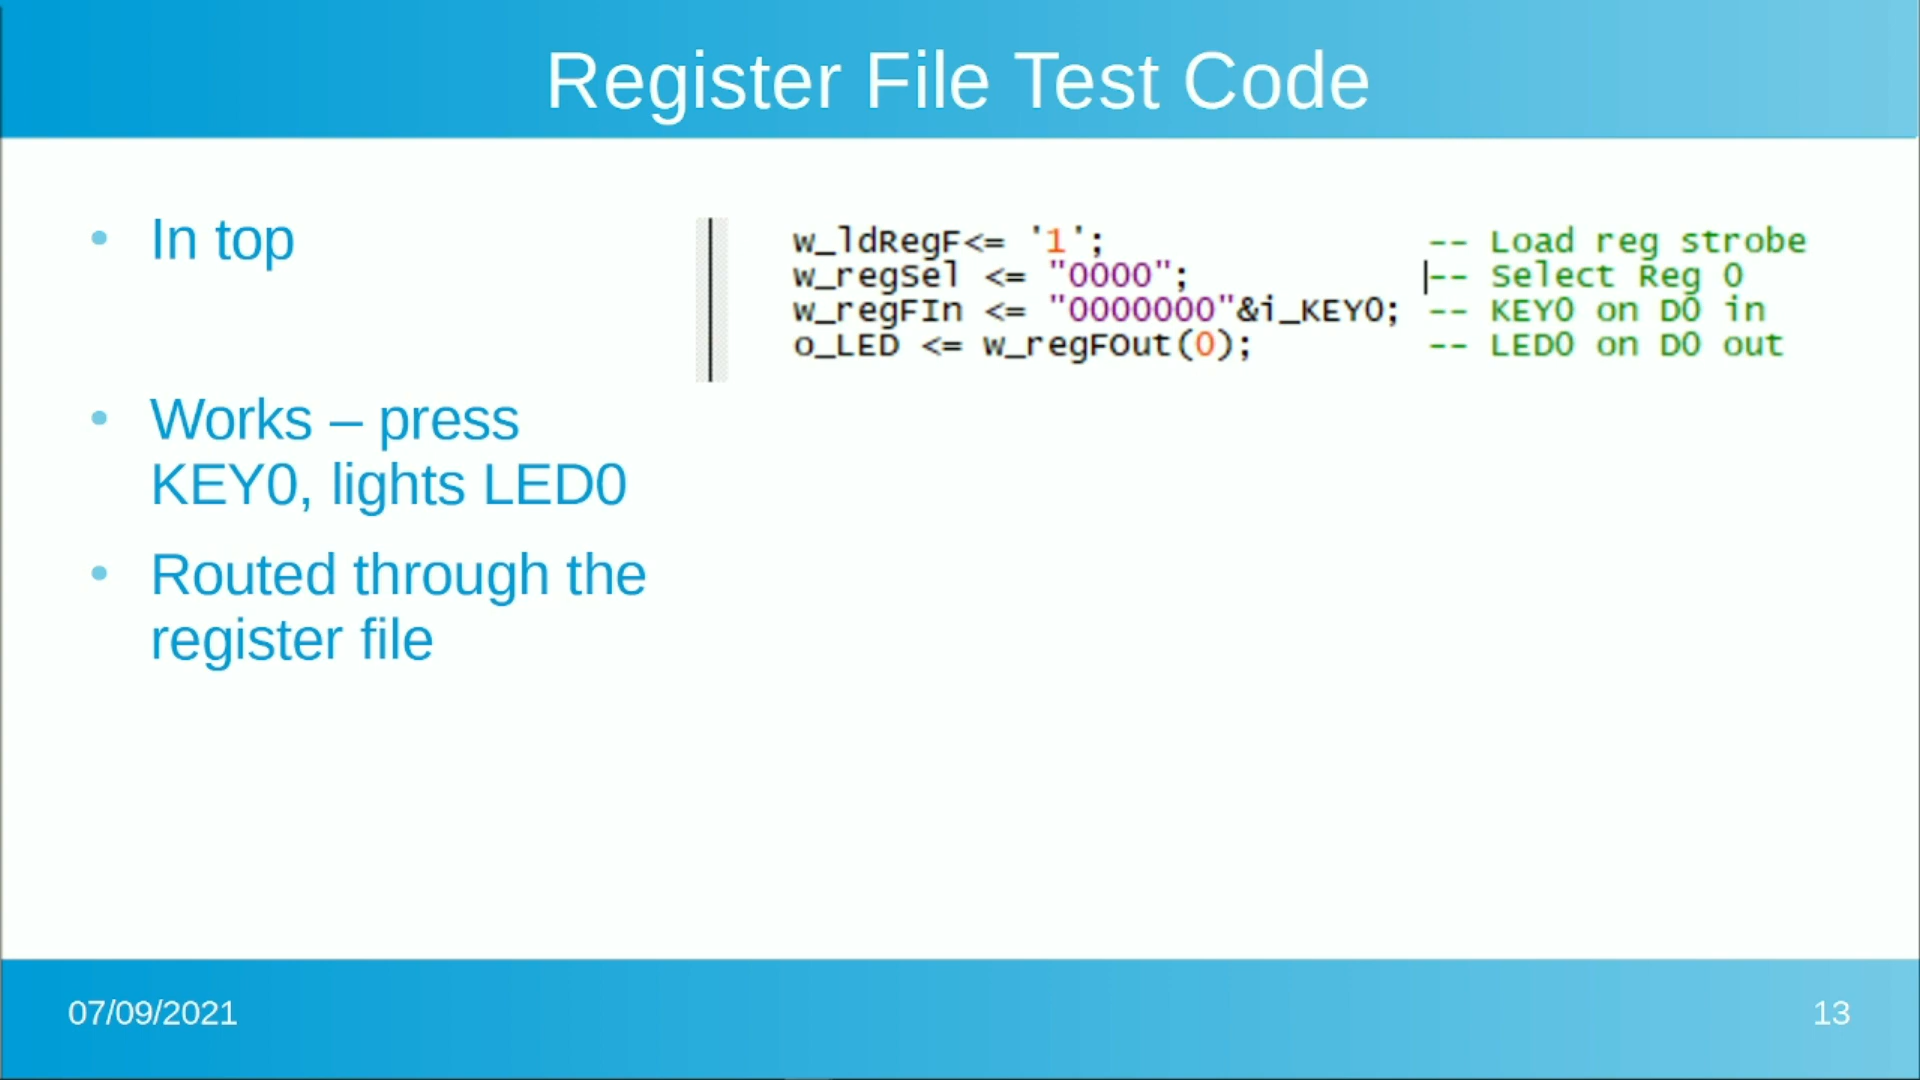 Register File Test Code
• In top
w_ldRegF<= '1'; -- Load reg strobe
w_regSel <= "0000"; -- Select Reg 0
w_regFIn <= "0000000"&i_KEY0; -- KEY0 on D0 in
o_LED <= w_regFOut(0); -- LED0 on D0 out
• Works – press
KEY0, lights LED0
• Routed through the
register file
07/09/2021
13